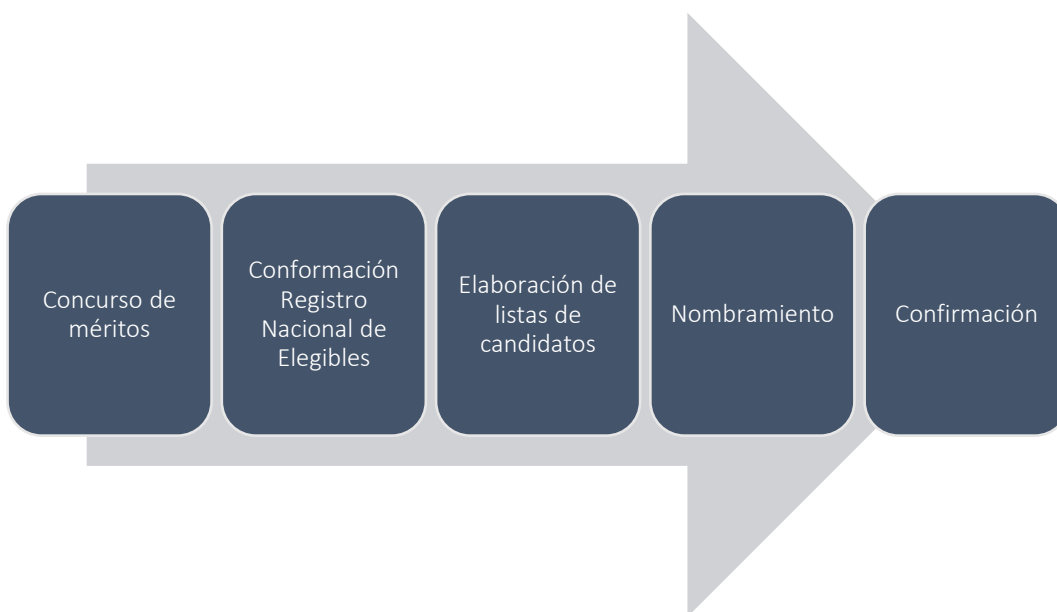 Concurso de
méritos
Conformación
Registro
Nacional de
Elegibles
Elaboración de
listas de
candidatos
Nombramiento
Confirmación